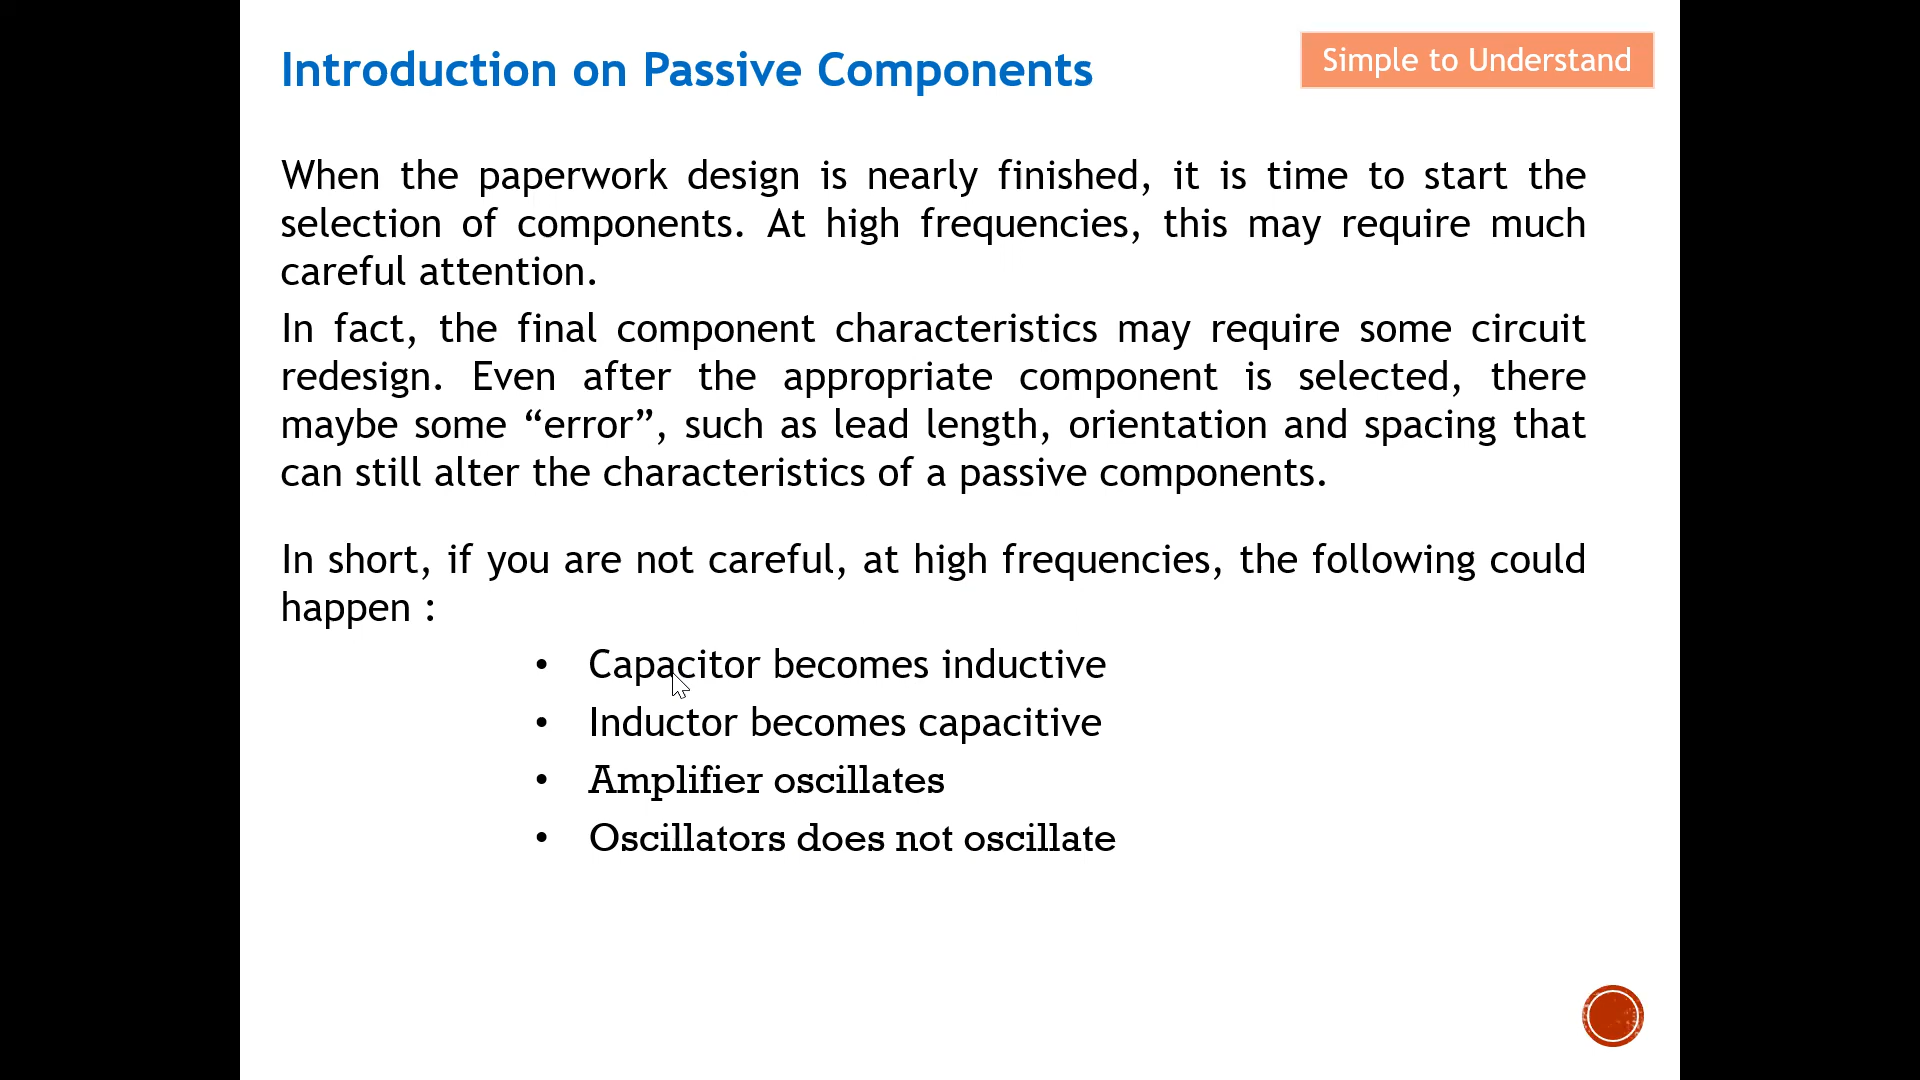 Introduction on Passive Components
Simple to Understand
When the paperwork design is nearly finished, it is time to start the
selection of components. At high frequencies, this may require much
careful attention.
In fact, the final component characteristics may require some circuit
redesign. Even after the appropriate component is selected, there
maybe some “error”, such as lead length, orientation and spacing that
can still alter the characteristics of a passive components.
In short, if you are not careful, at high frequencies, the following could
happen :
• Capacitor becomes inductive
• Inductor becomes capacitive
• Amplifier oscillates
• Oscillators does not oscillate